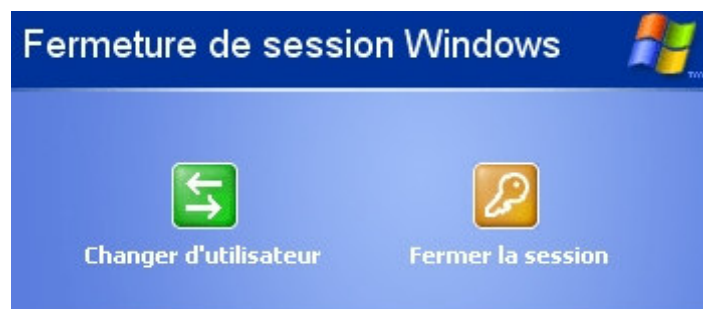 Fermeture de session Windows
Changer d'utilisateur
Fermer la session